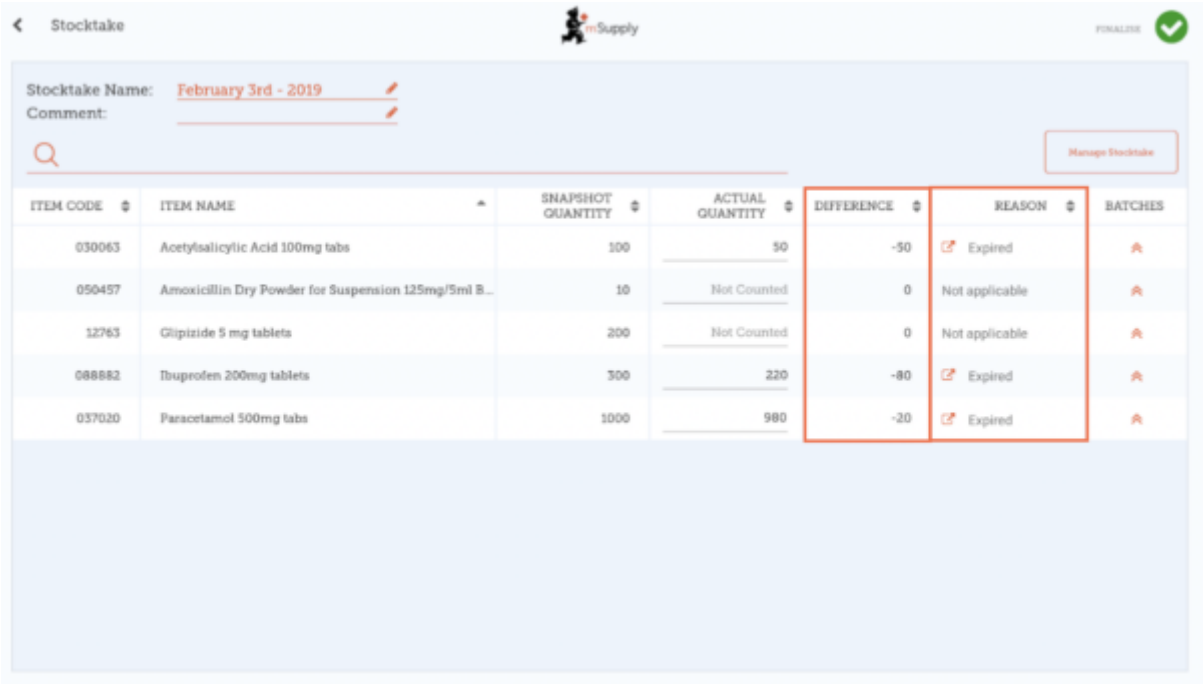 Stocktake
mSupply
FINALISE
Stocktake Name: February 3rd - 2019
Comment:
Manage Stocktake
ITEM CODE ITEM NAME SNAPSHOT QUANTITY ACTUAL QUANTITY DIFFERENCE REASON BATCHES
030063 Acetylsalicylic Acid 100mg tabs 100 50 -50 Expired
050457 Amoxicillin Dry Powder for Suspension 125mg/5ml B... 10 Not Counted 0 Not applicable
12763 Glipizide 5 mg tablets 200 Not Counted 0 Not applicable
088882 Ibuprofen 200mg tablets 300 220 -80 Expired
037020 Paracetamol 500mg tabs 1000 980 -20 Expired